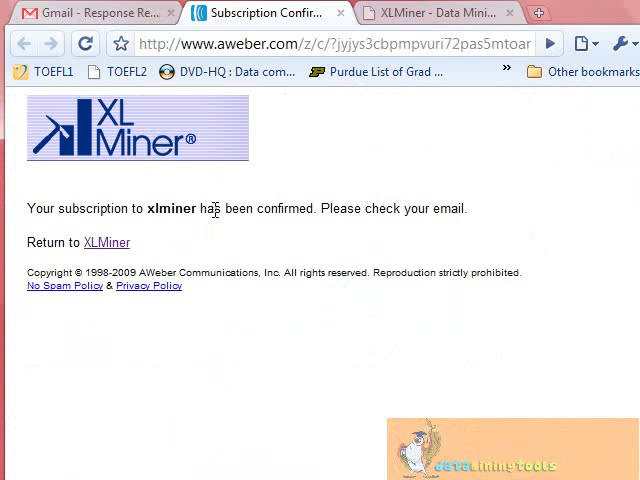 Gmail - Response Re...
Subscription Confir...
XLMiner - Data Mini...
http://www.aweber.com/z/c/?jyjys3cbpmpvuri72pas5mtoar
TOEFL1
TOEFL2
DVD-HQ : Data com...
Purdue List of Grad ...
»
Other bookmarks
XL
Miner®
Your subscription to xlminer has been confirmed. Please check your email.
Return to XLMiner
Copyright © 1998-2009 AWeber Communications, Inc. All rights reserved. Reproduction strictly prohibited.
No Spam Policy & Privacy Policy
dataminingtools